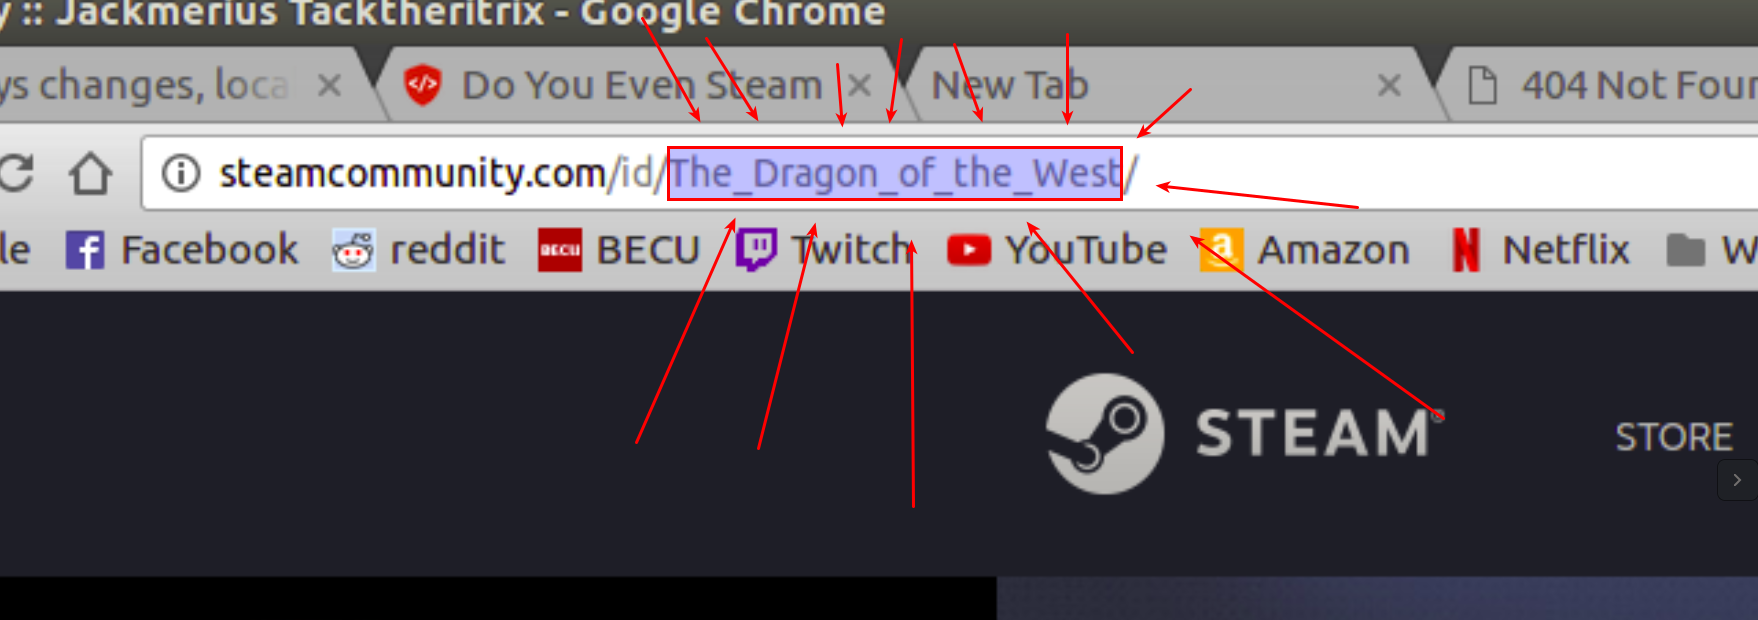 :: Jackmerius Tacktheritrix - Google Chrome
ys changes, loca
Do You Even Steam
New Tab
404 Not Foun
steamcommunity.com/id/The_Dragon_of_the_West/
le Facebook reddit BECU BECU Twitch YouTube Amazon Netflix W
STEAM®
STORE